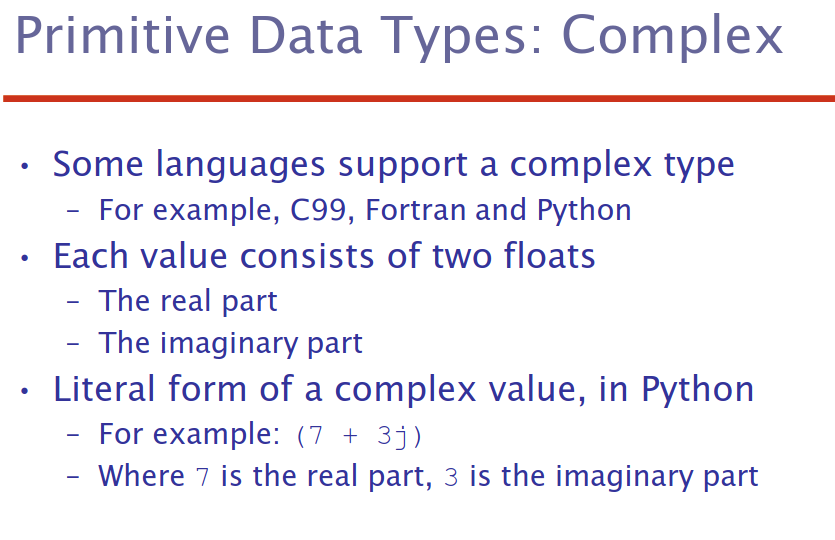 Primitive Data Types: Complex
• Some languages support a complex type
– For example, C99, Fortran and Python
• Each value consists of two floats
– The real part
– The imaginary part
• Literal form of a complex value, in Python
– For example: (7 + 3j)
– Where 7 is the real part, 3 is the imaginary part